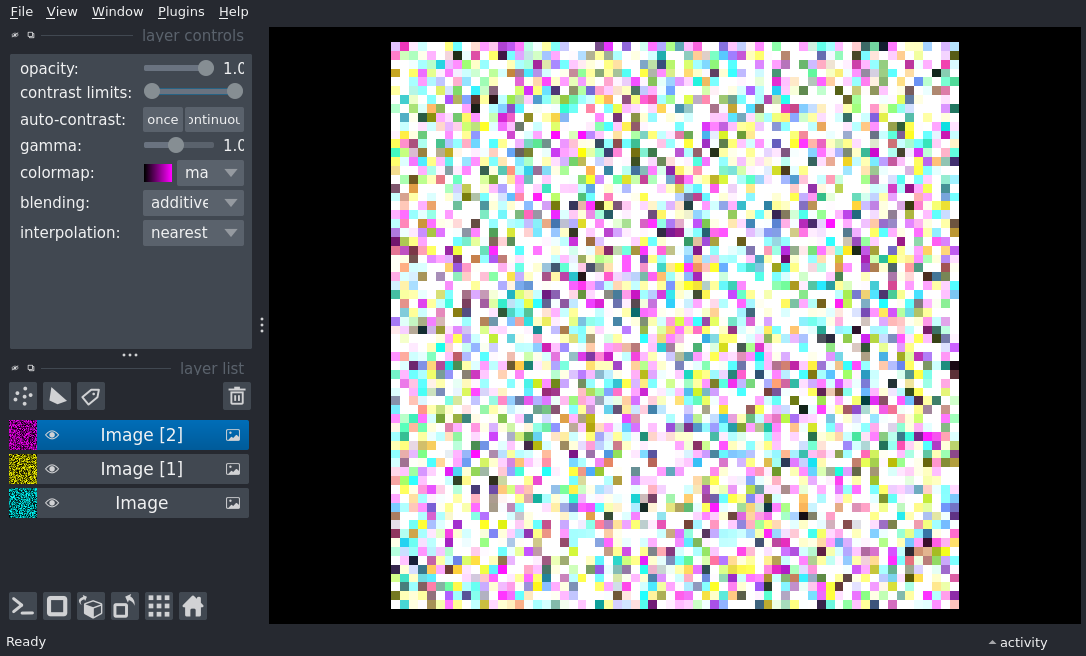 File View Window Plugins Help
layer controls
opacity: 1.0
contrast limits:
auto-contrast: once ontinuou
gamma: 1.0
colormap: ma
blending: additive
interpolation: nearest
layer list
Image [2]
Image [1]
Image
Ready activity